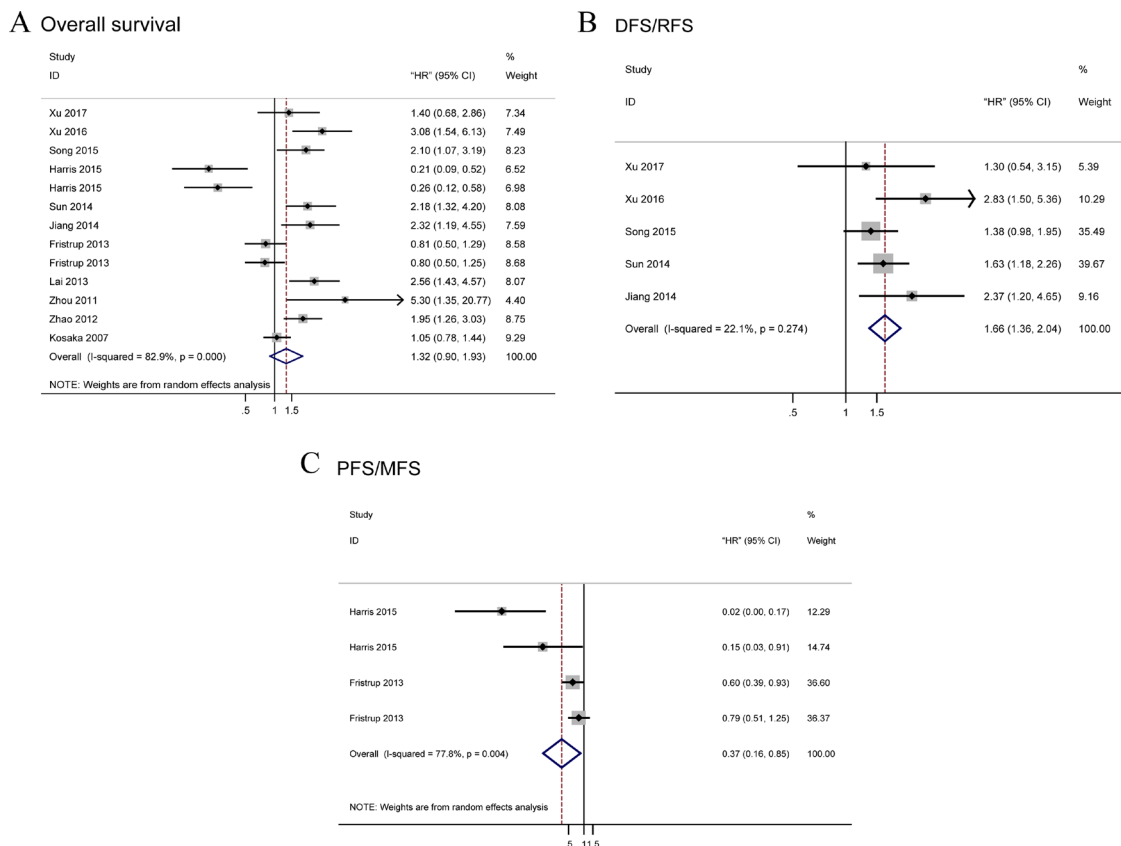 A Overall survival
Study %
ID "HR" (95% CI) Weight
Xu 2017 1.40 (0.68, 2.86) 7.34
Xu 2016 3.08 (1.54, 6.13) 7.49
Song 2015 2.10 (1.07, 3.19) 8.23
Harris 2015 0.21 (0.09, 0.52) 6.52
Harris 2015 0.26 (0.12, 0.58) 6.98
Sun 2014 2.18 (1.32, 4.20) 8.08
Jiang 2014 2.32 (1.19, 4.55) 7.59
Fristrup 2013 0.81 (0.50, 1.29) 8.58
Fristrup 2013 0.80 (0.50, 1.25) 8.68
Lai 2013 2.56 (1.43, 4.57) 8.07
Zhou 2011 5.30 (1.35, 20.77) 4.40
Zhao 2012 1.95 (1.26, 3.03) 8.75
Kosaka 2007 1.05 (0.78, 1.44) 9.29
Overall (I-squared = 82.9%, p = 0.000) 1.32 (0.90, 1.93) 100.00
NOTE: Weights are from random effects analysis
.5 1 1.5
B DFS/RFS
Study %
ID "HR" (95% CI) Weight
Xu 2017 1.30 (0.54, 3.15) 5.39
Xu 2016 2.83 (1.50, 5.36) 10.29
Song 2015 1.38 (0.98, 1.95) 35.49
Sun 2014 1.63 (1.18, 2.26) 39.67
Jiang 2014 2.37 (1.20, 4.65) 9.16
Overall (I-squared = 22.1%, p = 0.274) 1.66 (1.36, 2.04) 100.00
.5 1 1.5
C PFS/MFS
Study %
ID "HR" (95% CI) Weight
Harris 2015 0.02 (0.00, 0.17) 12.29
Harris 2015 0.15 (0.03, 0.91) 14.74
Fristrup 2013 0.60 (0.39, 0.93) 36.60
Fristrup 2013 0.79 (0.51, 1.25) 36.37
Overall (I-squared = 77.8%, p = 0.004) 0.37 (0.16, 0.85) 100.00
NOTE: Weights are from random effects analysis
.5 1 1.5